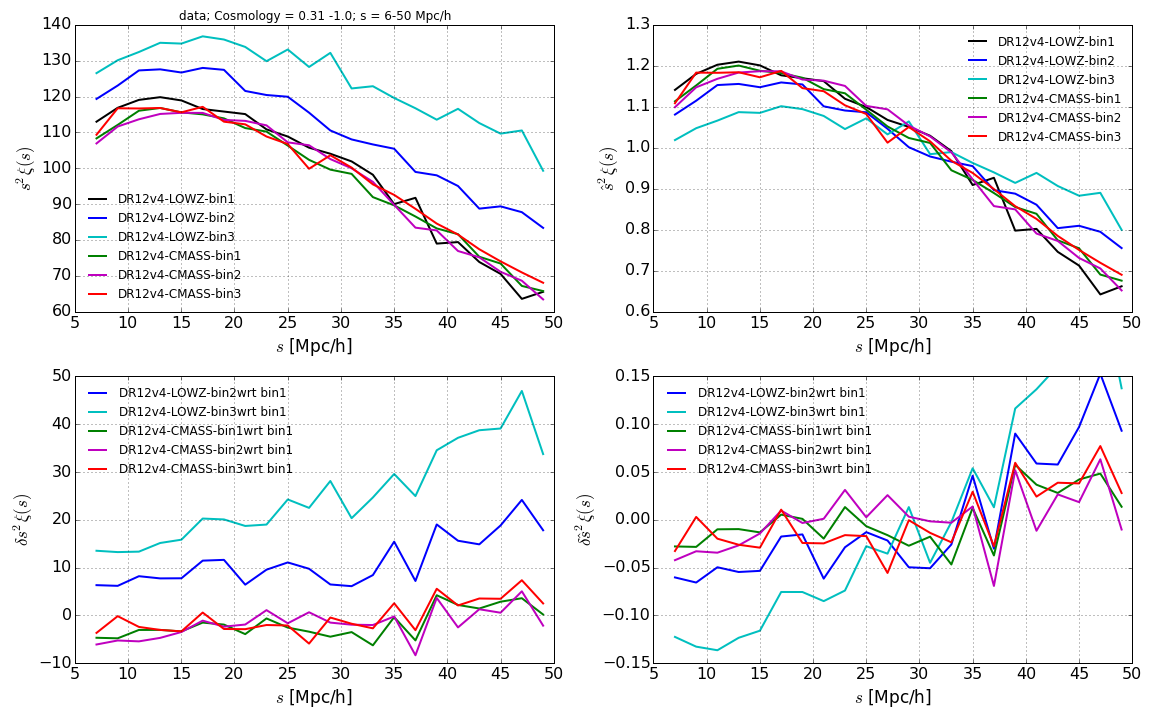 data; Cosmology = 0.31 -1.0; s = 6-50 Mpc/h
140
130
120
110
100
90
80
70
60
s² ξ(s)
DR12v4-LOWZ-bin1
DR12v4-LOWZ-bin2
DR12v4-LOWZ-bin3
DR12v4-CMASS-bin1
DR12v4-CMASS-bin2
DR12v4-CMASS-bin3
5 10 15 20 25 30 35 40 45 50
s [Mpc/h]
1.3
1.2
1.1
1.0
0.9
0.8
0.7
0.6
ŝ² ξ(s)
DR12v4-LOWZ-bin1
DR12v4-LOWZ-bin2
DR12v4-LOWZ-bin3
DR12v4-CMASS-bin1
DR12v4-CMASS-bin2
DR12v4-CMASS-bin3
5 10 15 20 25 30 35 40 45 50
s [Mpc/h]
50
40
30
20
10
0
−10
δs² ξ(s)
DR12v4-LOWZ-bin2wrt bin1
DR12v4-LOWZ-bin3wrt bin1
DR12v4-CMASS-bin1wrt bin1
DR12v4-CMASS-bin2wrt bin1
DR12v4-CMASS-bin3wrt bin1
5 10 15 20 25 30 35 40 45 50
s [Mpc/h]
0.15
0.10
0.05
0.00
−0.05
−0.10
−0.15
δs² ξ(s)
DR12v4-LOWZ-bin2wrt bin1
DR12v4-LOWZ-bin3wrt bin1
DR12v4-CMASS-bin1wrt bin1
DR12v4-CMASS-bin2wrt bin1
DR12v4-CMASS-bin3wrt bin1
5 10 15 20 25 30 35 40 45 50
s [Mpc/h]